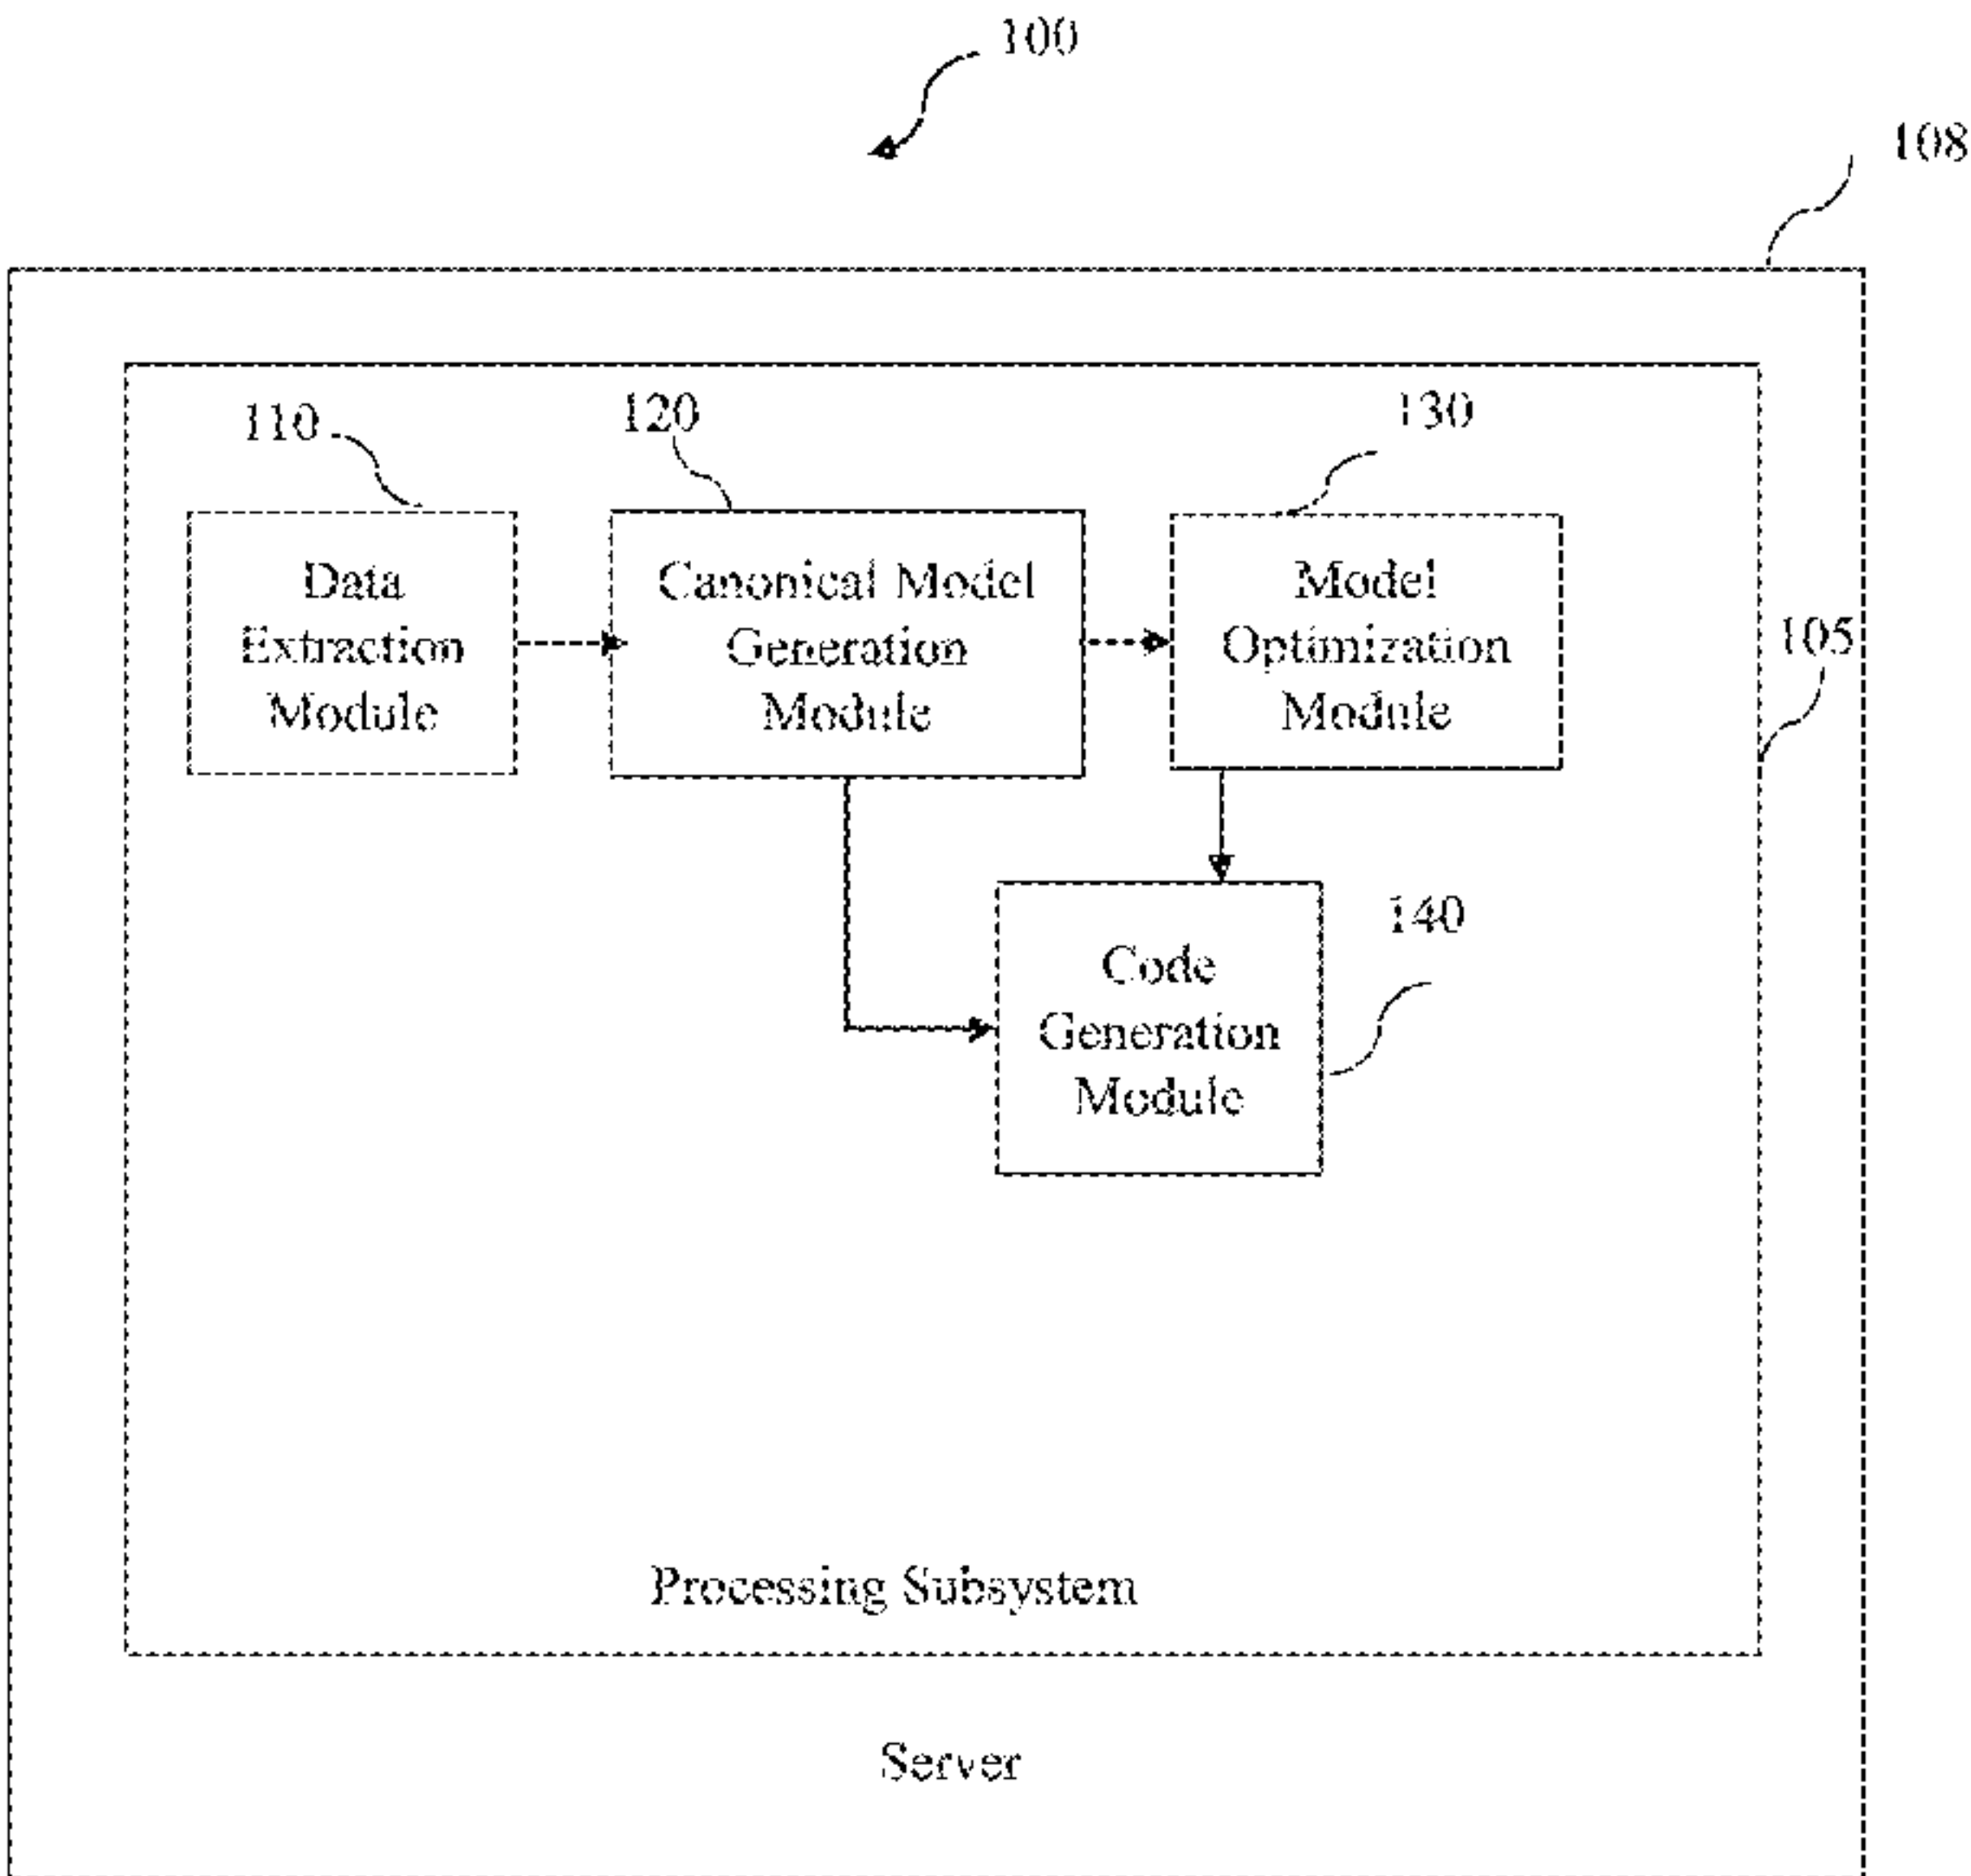 100
108
110
120
130
Data
Extraction
Module
Canonical Model
Generation
Module
Model
Optimization
Module
105
140
Code
Generation
Module
Processing Subsystem
Server